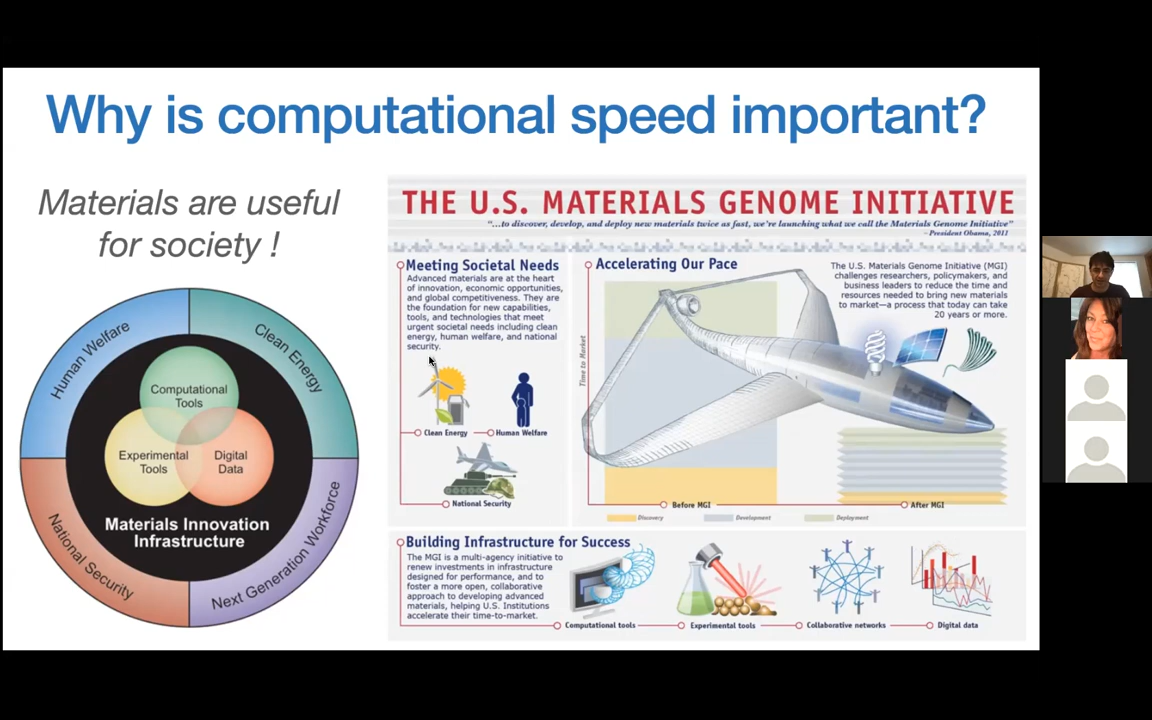 Why is computational speed important?
Materials are useful
for society !
Human Welfare
Clean Energy
Computational
Tools
Experimental
Tools
Digital
Data
Materials Innovation
Infrastructure
National Security
Next Generation Workforce
THE U.S. MATERIALS GENOME INITIATIVE
"...to discover, develop, and deploy new materials twice as fast, we're launching what we call the Materials Genome Initiative"
– President Obama, 2011
Meeting Societal Needs
Advanced materials are at the heart
of innovation, economic opportunities,
and global competitiveness. They are
the foundation for new capabilities,
tools, and technologies that meet
urgent societal needs including clean
energy, human welfare, and national
security.
Clean Energy
Human Welfare
National Security
Accelerating Our Pace
The U.S. Materials Genome Initiative (MGI)
challenges researchers, policymakers, and
business leaders to reduce the time and
resources needed to bring new materials
to market—a process that today can take
20 years or more.
Time to Market
Before MGI
After MGI
Discovery
Development
Deployment
Building Infrastructure for Success
The MGI is a multi-agency initiative to
renew investments in infrastructure
designed for performance, and to
foster a more open, collaborative
approach to developing advanced
materials, helping U.S. Institutions
accelerate their time-to-market.
Computational tools
Experimental tools
Collaborative networks
Digital data